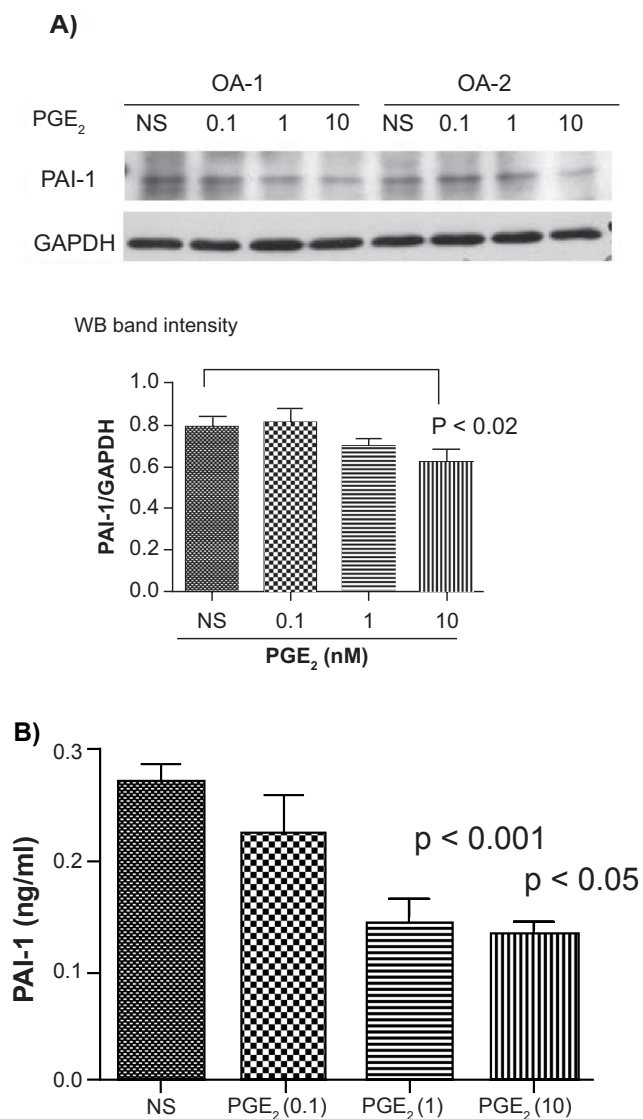 A)
OA-1 OA-2
PGE₂ NS 0.1 1 10 NS 0.1 1 10
PAI-1
GAPDH
WB band intensity
1.0
0.8
0.6
0.4
0.2
0.0
PAI-1/GAPDH
P < 0.02
NS 0.1 1 10
PGE₂ (nM)
B)
0.3
0.2
0.1
0.0
PAI-1 (ng/ml)
p < 0.001
p < 0.05
NS PGE₂(0.1) PGE₂(1) PGE₂(10)